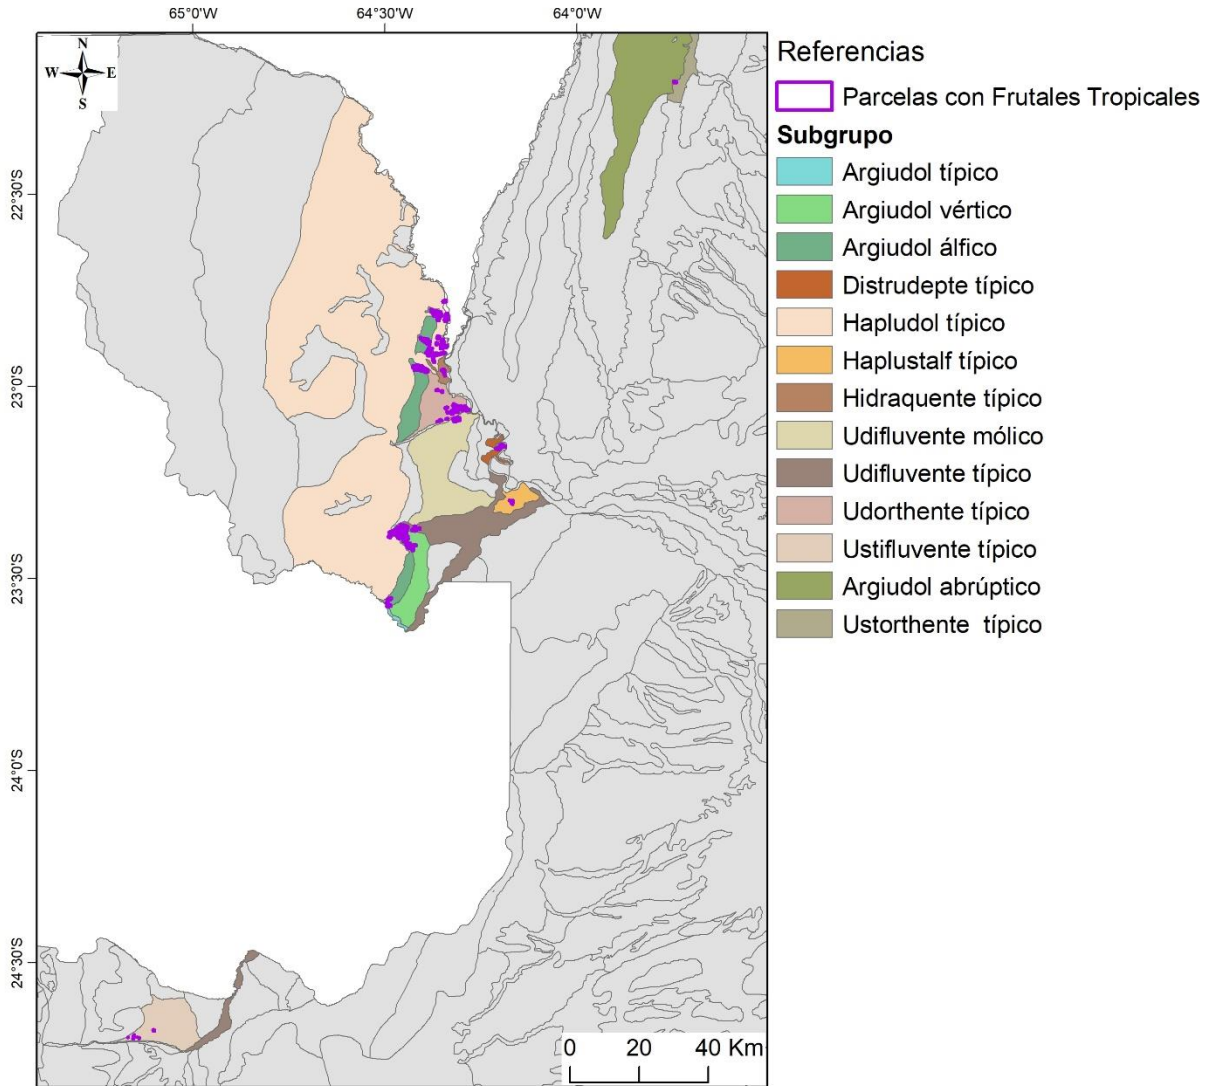 65°0'W 64°30'W 64°0'W
N
W E
S
22°30'S
23°0'S
23°30'S
24°0'S
24°30'S
Referencias
Parcelas con Frutales Tropicales
Subgrupo
Argiudol típico
Argiudol vértico
Argiudol álfico
Distrudepte típico
Hapludol típico
Haplustalf típico
Hidraquente típico
Udifluvente mólico
Udifluvente típico
Udorthente típico
Ustifluvente típico
Argiudol abrúptico
Ustorthente típico
0 20 40 Km